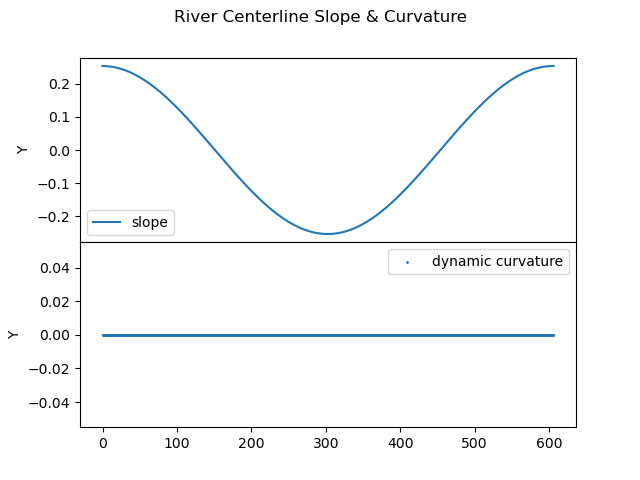 River Centerline Slope & Curvature
0.2
0.1
0.0
−0.1
−0.2
Y
slope
0.04
0.02
0.00
−0.02
−0.04
Y
dynamic curvature
0 100 200 300 400 500 600